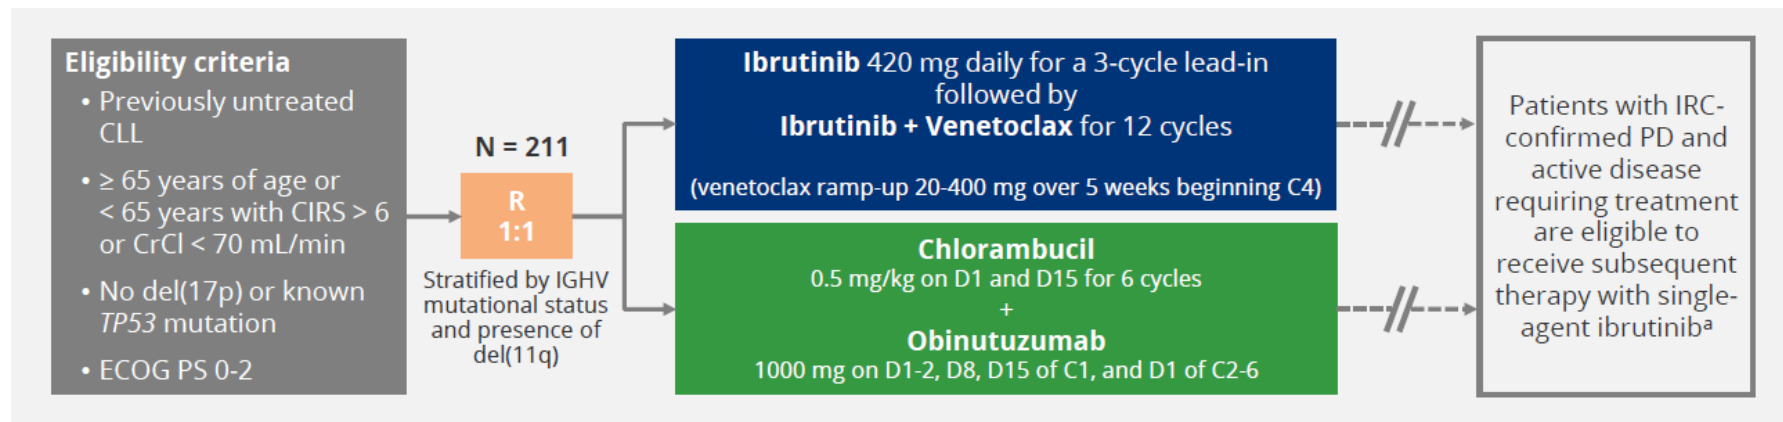 Eligibility criteria
• Previously untreated
CLL
• ≥ 65 years of age or
< 65 years with CIRS > 6
or CrCl < 70 mL/min
• No del(17p) or known
TP53 mutation
• ECOG PS 0-2
N = 211
R
1:1
Stratified by IGHV
mutational status
and presence of
del(11q)
Ibrutinib 420 mg daily for a 3-cycle lead-in
followed by
Ibrutinib + Venetoclax for 12 cycles
(venetoclax ramp-up 20-400 mg over 5 weeks beginning C4)
Chlorambucil
0.5 mg/kg on D1 and D15 for 6 cycles
+
Obinutuzumab
1000 mg on D1-2, D8, D15 of C1, and D1 of C2-6
Patients with IRC-
confirmed PD and
active disease
requiring treatment
are eligible to
receive subsequent
therapy with single-
agent ibrutinibᵃ